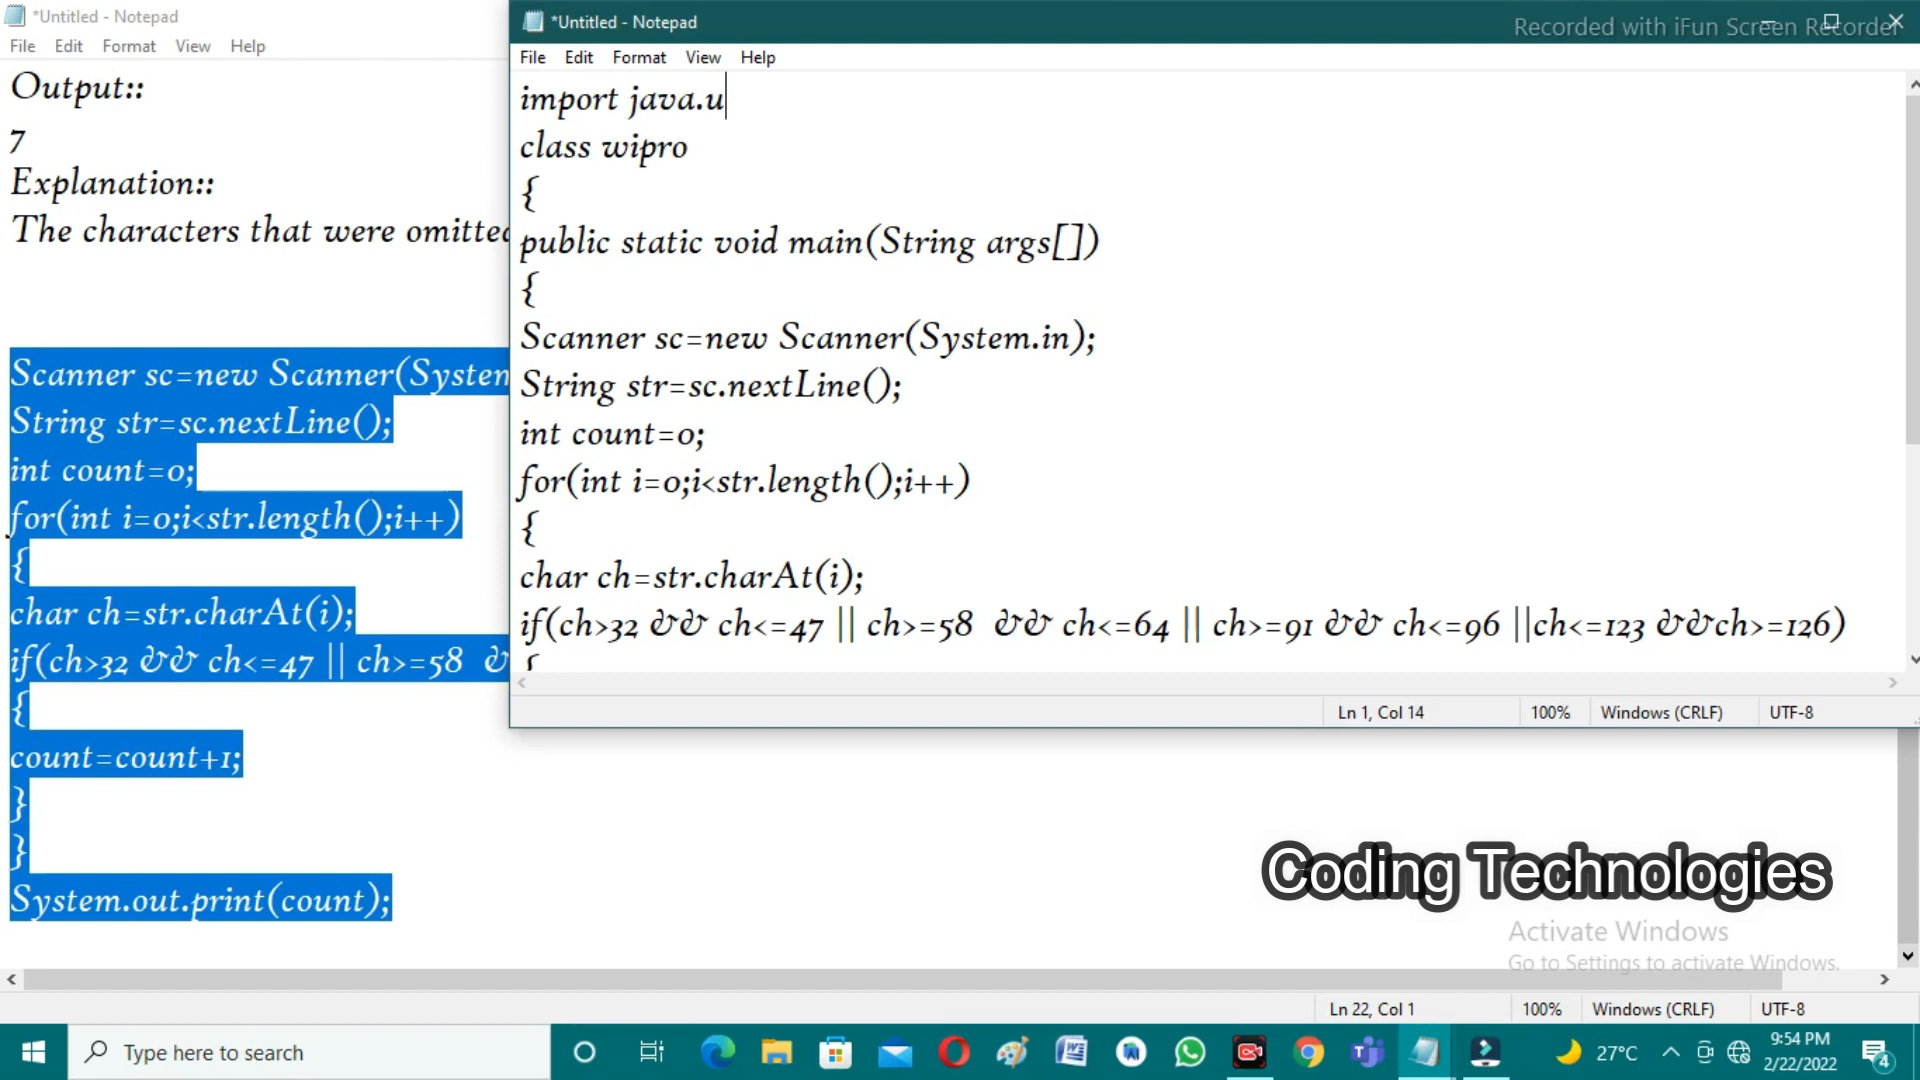 *Untitled - Notepad
File Edit Format View Help
Output::
7
Explanation::
The characters that were omitted
Scanner sc=new Scanner(System
String str=sc.nextLine();
int count=0;
for(int i=0;i<str.length();i++)
{
char ch=str.charAt(i);
if(ch>32 && ch<=47 || ch>=58 &
{
count=count+1;
}
}
System.out.print(count);
Ln 22, Col 1 100% Windows (CRLF) UTF-8
*Untitled - Notepad
Recorded with iFun Screen Recorder
File Edit Format View Help
import java.u
class wipro
{
public static void main(String args[])
{
Scanner sc=new Scanner(System.in);
String str=sc.nextLine();
int count=0;
for(int i=0;i<str.length();i++)
{
char ch=str.charAt(i);
if(ch>32 && ch<=47 || ch>=58  && ch<=64 || ch>=91 && ch<=96 ||ch<=123 &&ch>=126)
{
Ln 1, Col 14 100% Windows (CRLF) UTF-8
Coding Technologies
Activate Windows
Go to Settings to activate Windows.
Type here to search
27°C
9:54 PM
2/22/2022
4